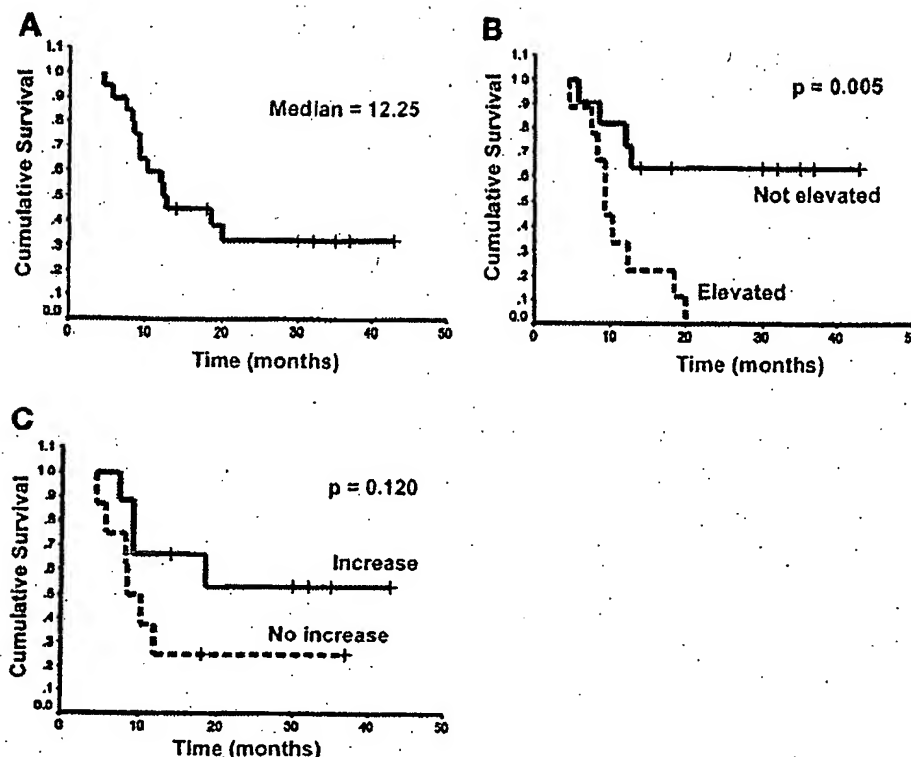 A
Cumulative Survival
1.1
1.0
.9
.8
.7
.6
.5
.4
.3
.2
.1
0.0
Median = 12.25
0 10 20 30 40 50
Time (months)
B
Cumulative Survival
1.1
1.0
.9
.8
.7
.6
.5
.4
.3
.2
.1
0.0
p = 0.005
Not elevated
Elevated
0 10 20 30 40 50
Time (months)
C
Cumulative Survival
1.1
1.0
.9
.8
.7
.6
.5
.4
.3
.2
.1
0.0
p = 0.120
Increase
No increase
0 10 20 30 40 50
Time (months)